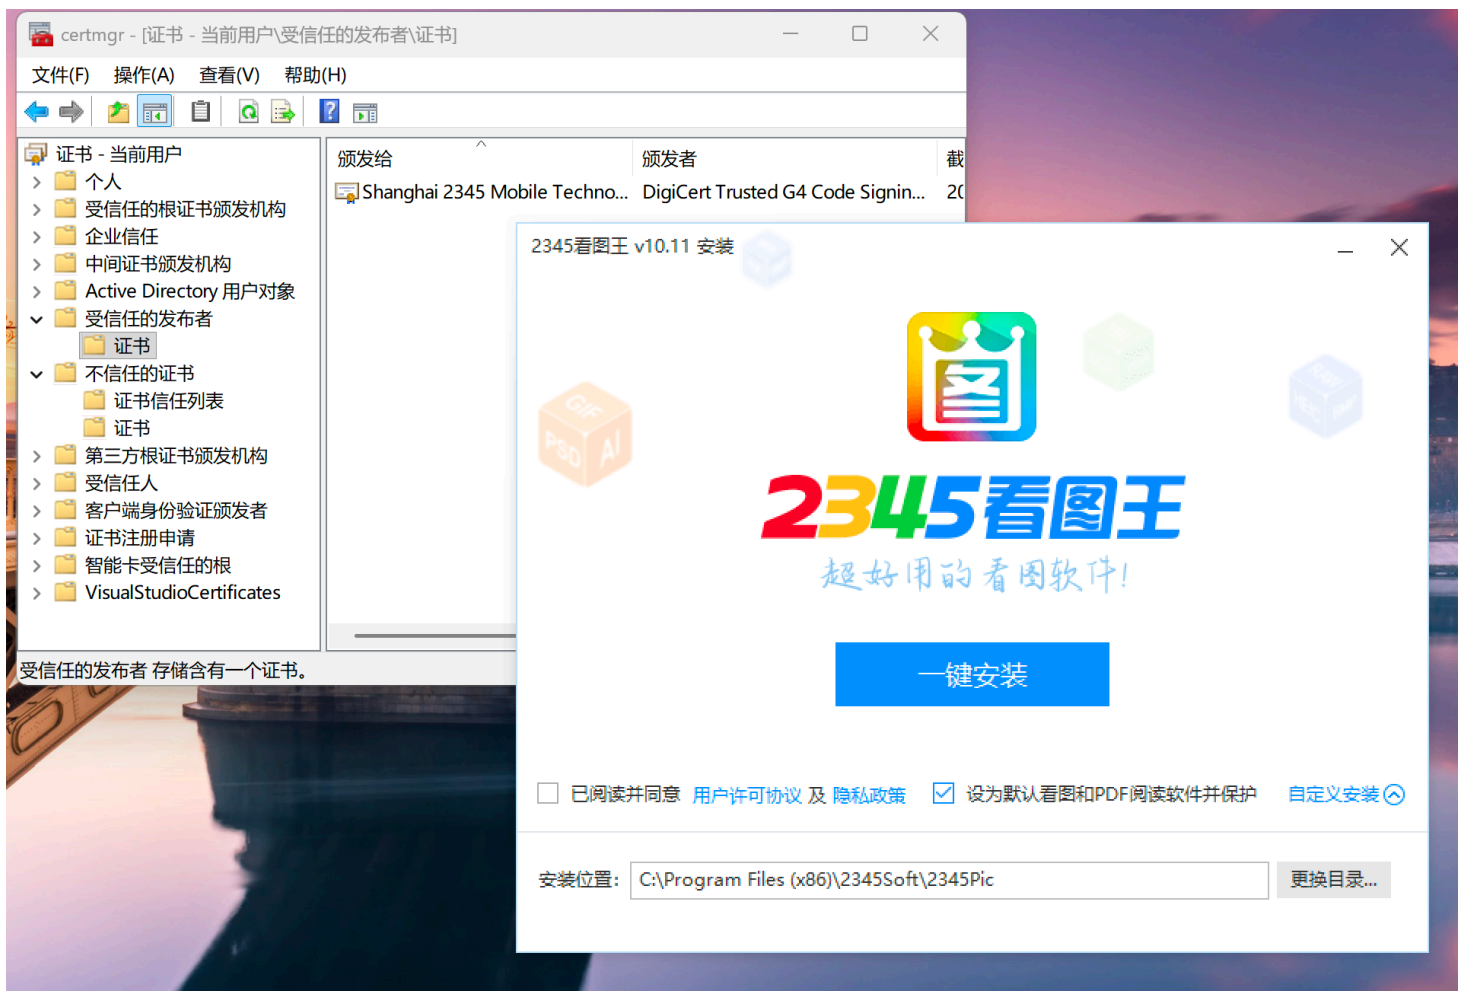 certmgr - [证书 - 当前用户\受信任的发布者\证书]
文件(F) 操作(A) 查看(V) 帮助(H)
证书 - 当前用户
个人
受信任的根证书颁发机构
企业信任
中间证书颁发机构
Active Directory 用户对象
受信任的发布者
证书
不信任的证书
证书信任列表
证书
第三方根证书颁发机构
受信任人
客户端身份验证颁发者
证书注册申请
智能卡受信任的根
VisualStudioCertificates
颁发给 颁发者 截
Shanghai 2345 Mobile Techno... DigiCert Trusted G4 Code Signin... 20
受信任的发布者 存储含有一个证书。
2345看图王 v10.11 安装
图
GIF
PSD AI
RAW
HEIC BMP
2345看图王
超好用的看图软件!
一键安装
已阅读并同意 用户许可协议 及 隐私政策 设为默认看图和PDF阅读软件并保护 自定义安装
安装位置: C:\Program Files (x86)\2345Soft\2345Pic 更换目录...